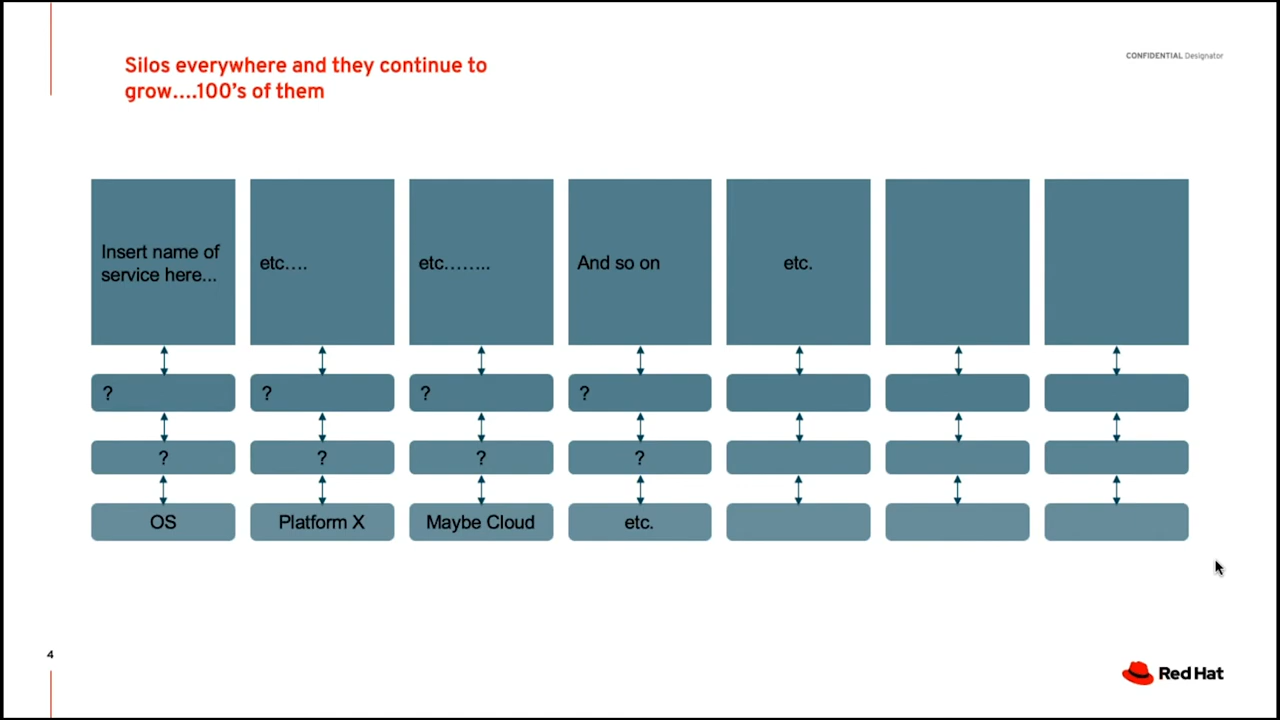 Silos everywhere and they continue to
grow....100's of them
CONFIDENTIAL Designator
Insert name of
service here...
etc....
etc........
And so on
etc.
?
?
?
?
?
?
?
?
OS
Platform X
Maybe Cloud
etc.
4
Red Hat